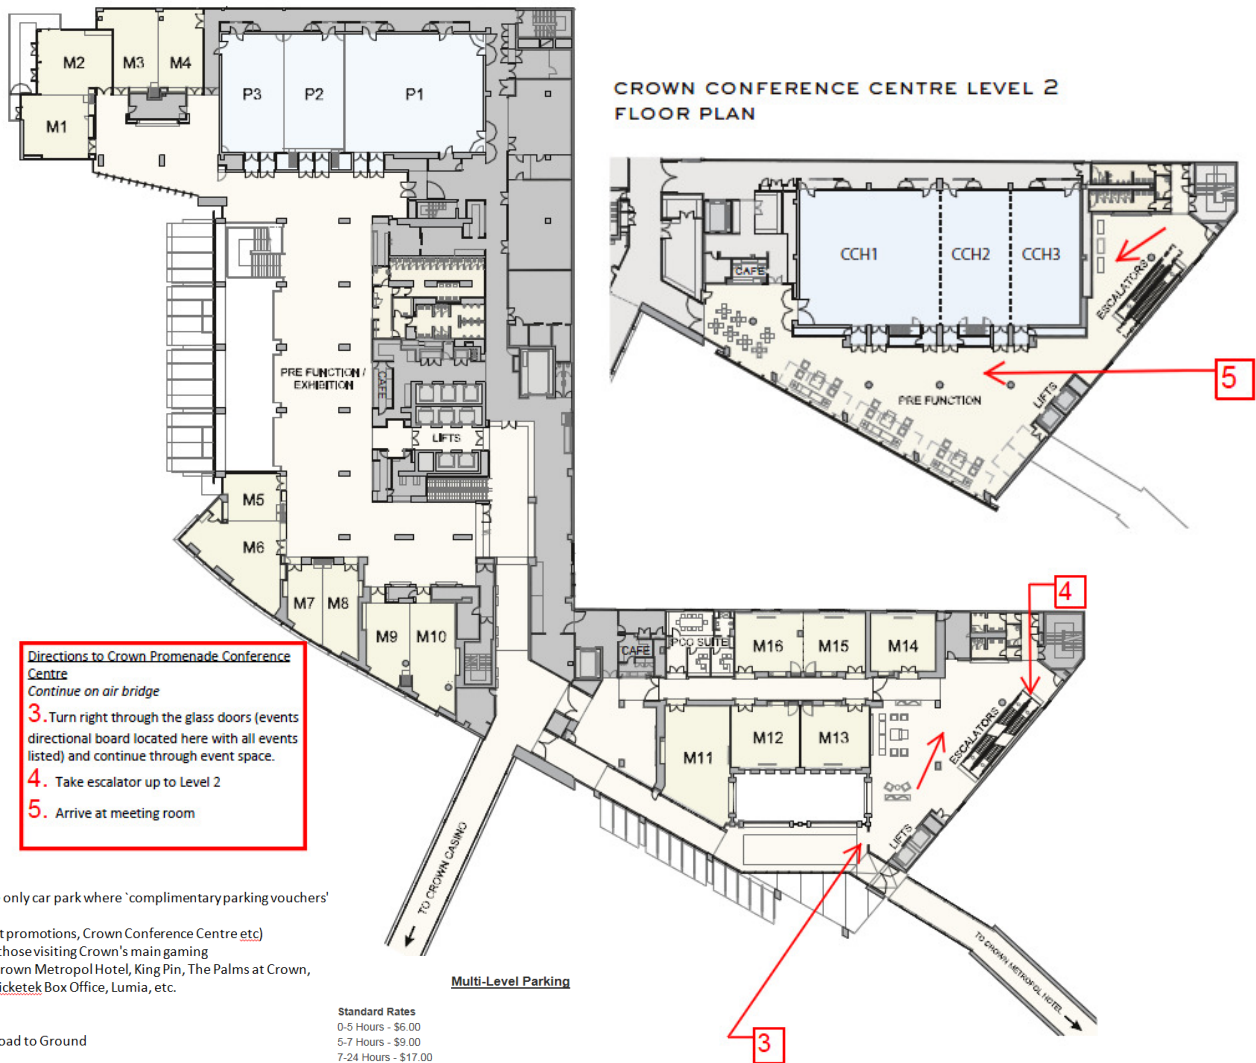 M2
M3
M4
M1
P3
P2
P1
CROWN CONFERENCE CENTRE LEVEL 2
FLOOR PLAN
CCH1
CCH2
CCH3
CAFE
ESCALATORS
5
PRE FUNCTION
LIFTS
PRE FUNCTION /
EXHIBITION
CAFE
LIFTS
M5
M6
M7
M8
M9
M10
4
CAFE
PCO SUITE
M16
M15
M14
M11
M12
M13
ESCALATORS
LIFTS
Directions to Crown Promenade Conference
Centre
Continue on air bridge
3.Turn right through the glass doors (events
directional board located here with all events
listed) and continue through event space.
4. Take escalator up to Level 2
5. Arrive at meeting room
TO CROWN CASINO
TO CROWN METROPOL HOTEL
3
only car park where `complimentary parking vouchers'
t promotions, Crown Conference Centre etc)
those visiting Crown's main gaming
rown Metropol Hotel, King Pin, The Palms at Crown,
icketek Box Office, Lumia, etc.
oad to Ground
Multi-Level Parking
Standard Rates
0-5 Hours - $6.00
5-7 Hours - $9.00
7-24 Hours - $17.00